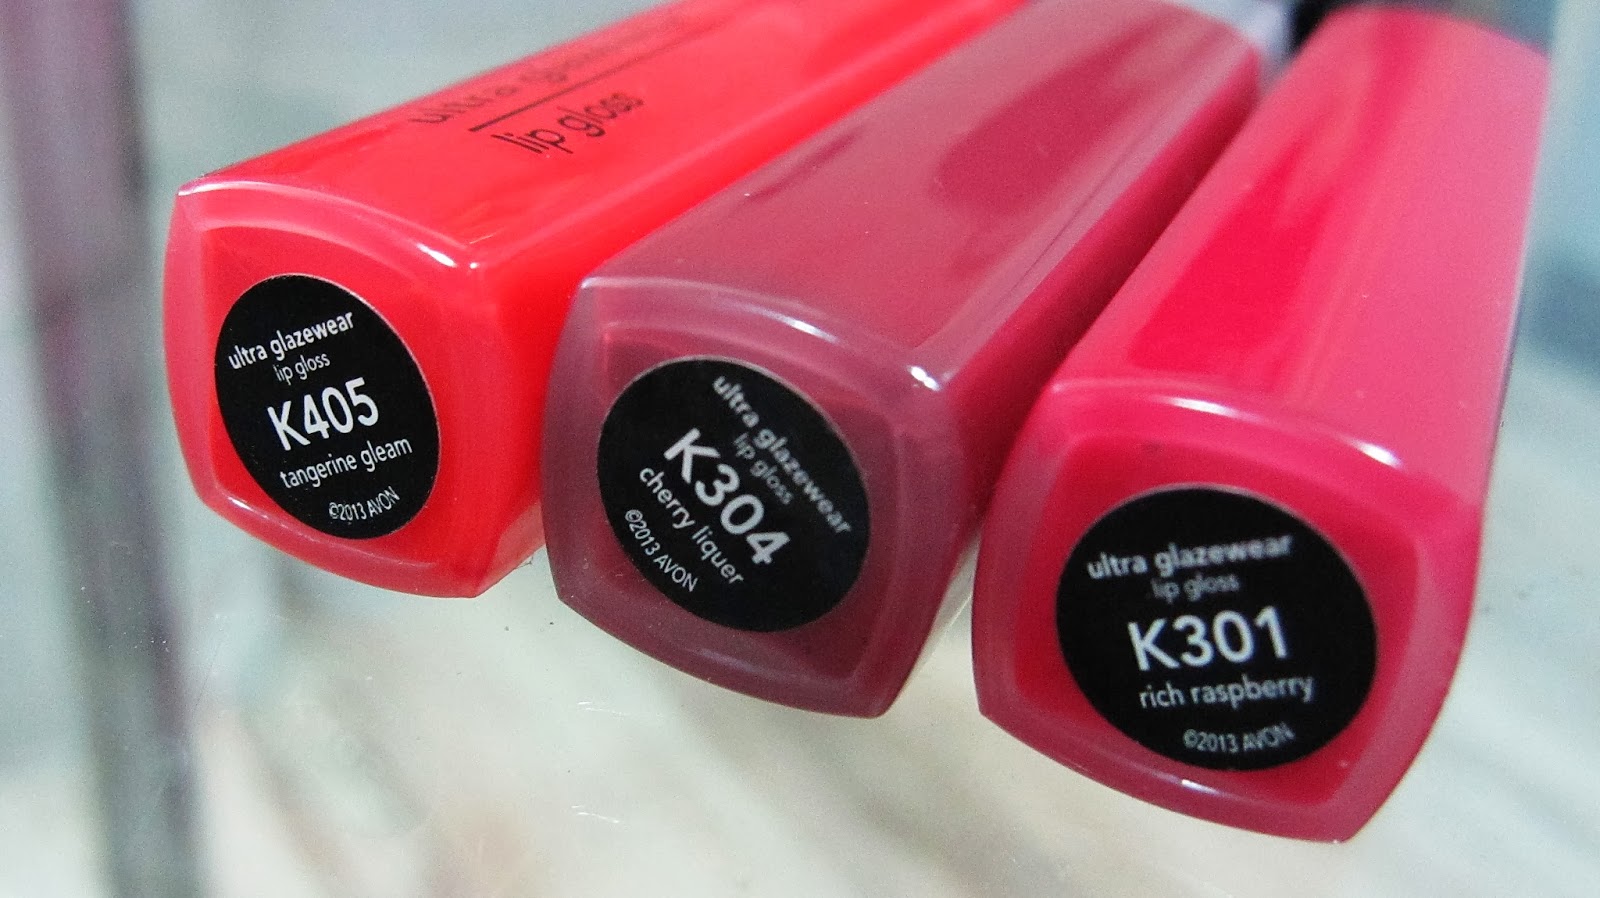 ultra
lip gloss
ultra glazewear
lip gloss
K405
tangerine gleam
©2013 AVON
ultra glazewear
lip gloss
K304
cherry liquer
©2013 AVON
ultra glazewear
lip gloss
K301
rich raspberry
©2013 AVON